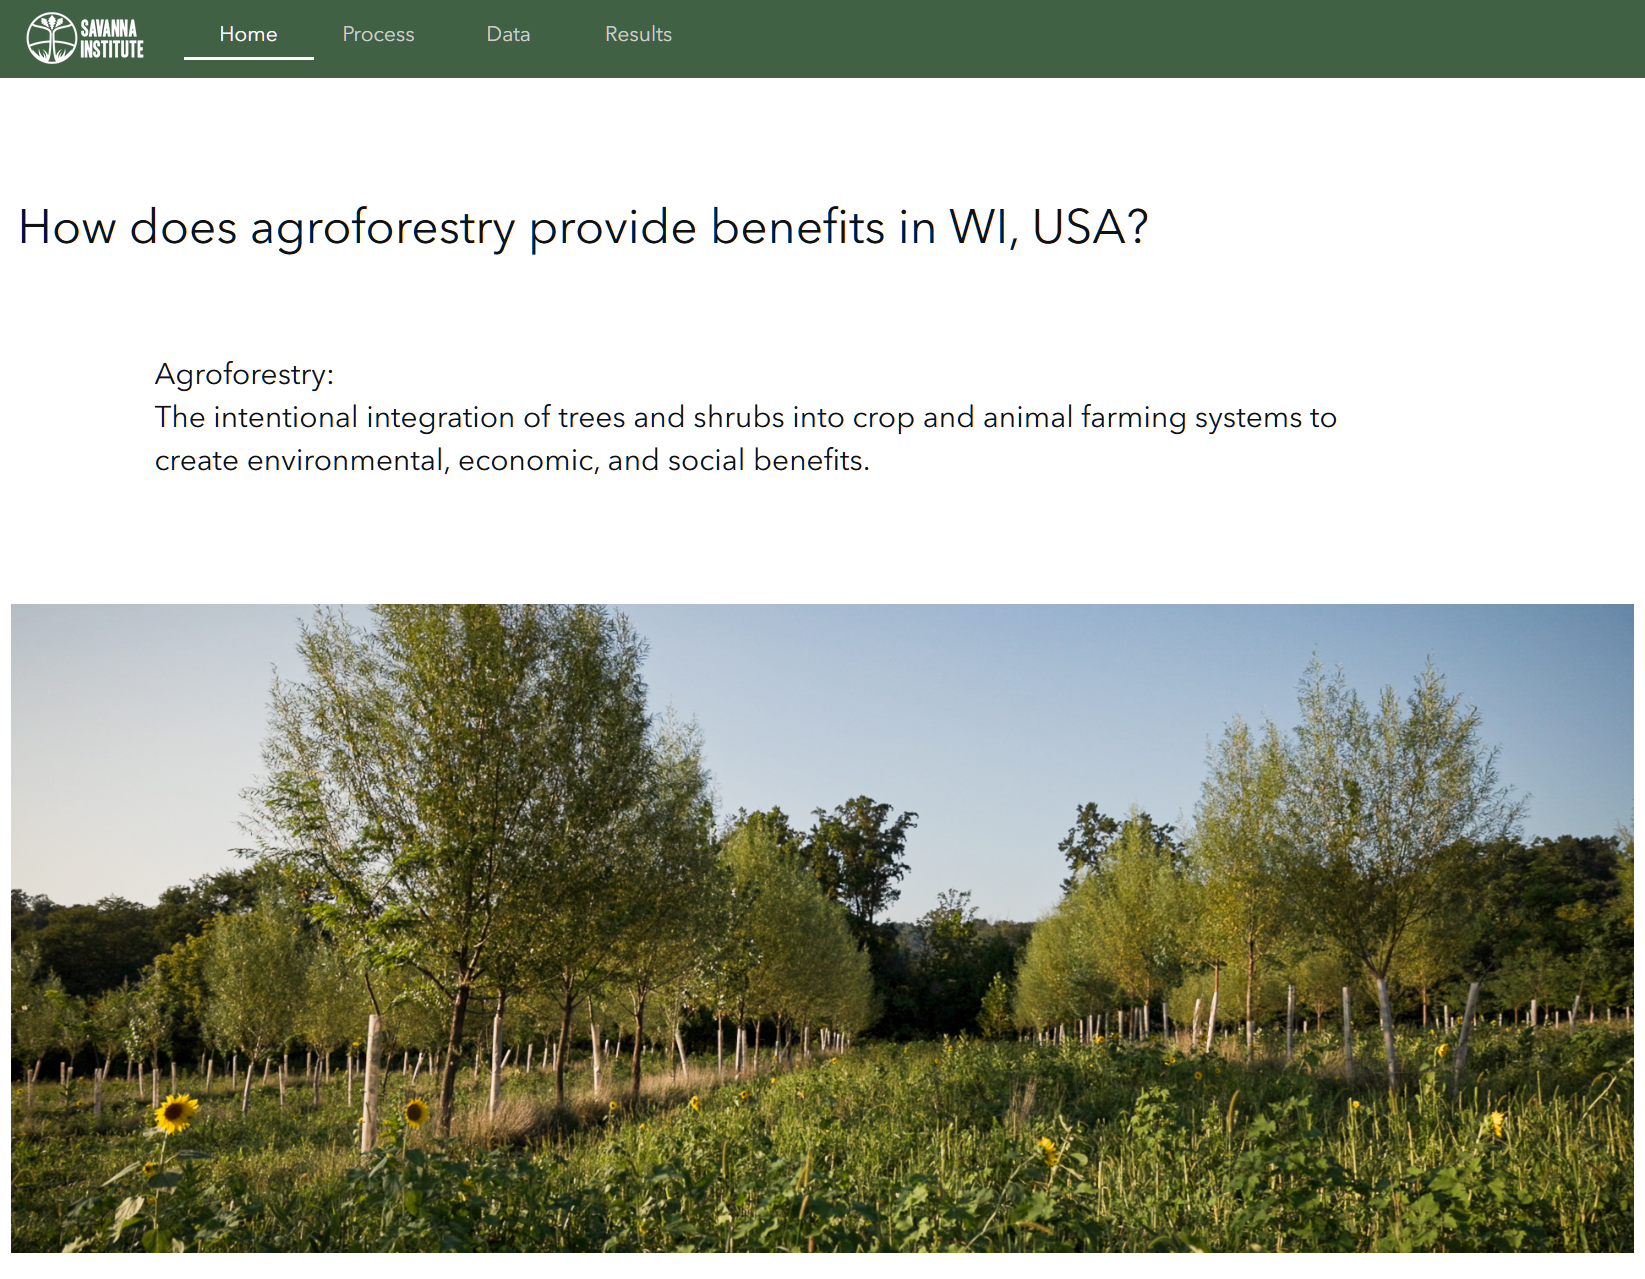 SAVANNA
INSTITUTE
Home
Process
Data
Results
How does agroforestry provide benefits in WI, USA?
Agroforestry:
The intentional integration of trees and shrubs into crop and animal farming systems to
create environmental, economic, and social benefits.